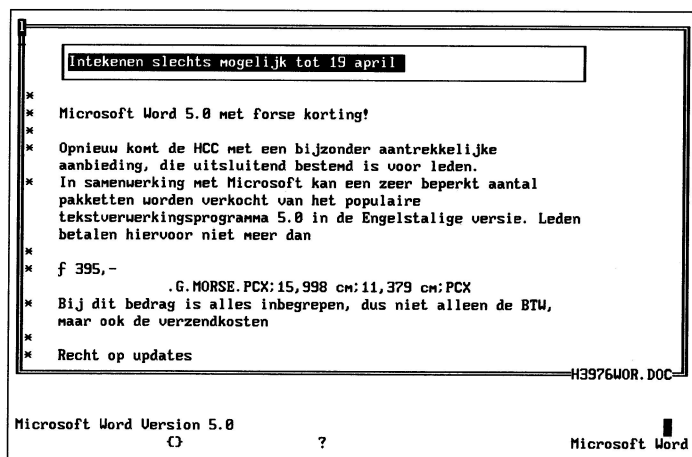 Intekenen slechts mogelijk tot 19 april
*
* Microsoft Word 5.0 met forse korting!
*
* Opnieuw komt de HCC met een bijzonder aantrekkelijke
aanbieding, die uitsluitend bestemd is voor leden.
* In samenwerking met Microsoft kan een zeer beperkt aantal
pakketten worden verkocht van het populaire
tekstverwerkingsprogramma 5.0 in de Engelstalige versie. Leden
betalen hiervoor niet meer dan
*
* ƒ 395,-
.G.MORSE.PCX;15,998 cm;11,379 cm;PCX
* Bij dit bedrag is alles inbegrepen, dus niet alleen de BTW,
maar ook de verzendkosten
*
* Recht op updates
H3976WOR.DOC
Microsoft Word Version 5.0
{} ? Microsoft Word